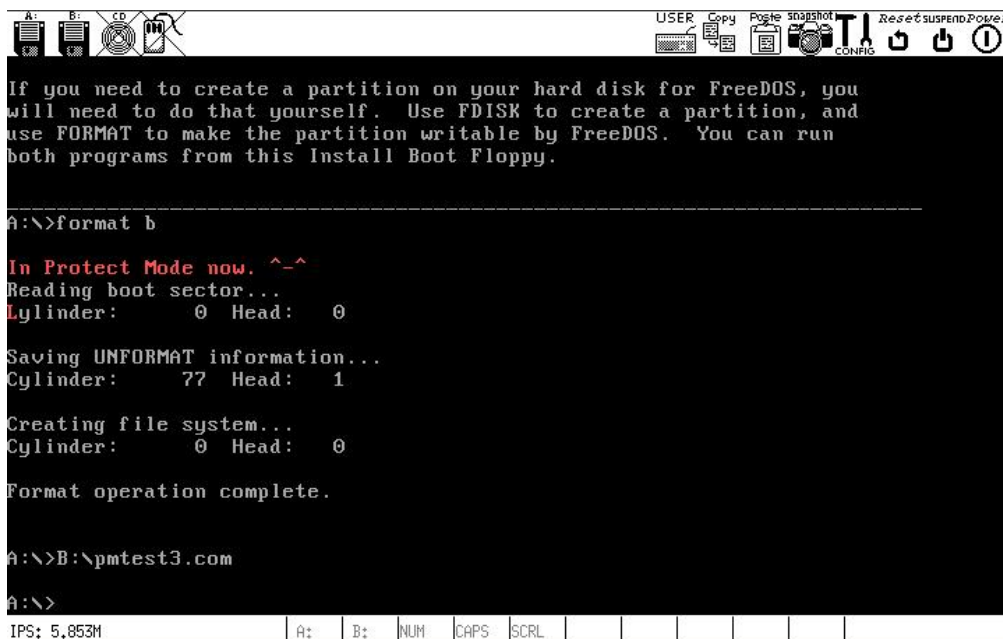 A: B: CD USER Copy Poste snapshot CONFIG Reset SUSPEND Power
If you need to create a partition on your hard disk for FreeDOS, you
will need to do that yourself.  Use FDISK to create a partition, and
use FORMAT to make the partition writable by FreeDOS.  You can run
both programs from this Install Boot Floppy.
A:\>format b
In Protect Mode now. ^-^
Reading boot sector...
Lylinder:      0  Head:   0
Saving UNFORMAT information...
Cylinder:     77  Head:   1
Creating file system...
Cylinder:      0  Head:   0
Format operation complete.
A:\>B:\pmtest3.com
A:\>
IPS: 5.853M A: B: NUM CAPS SCRL